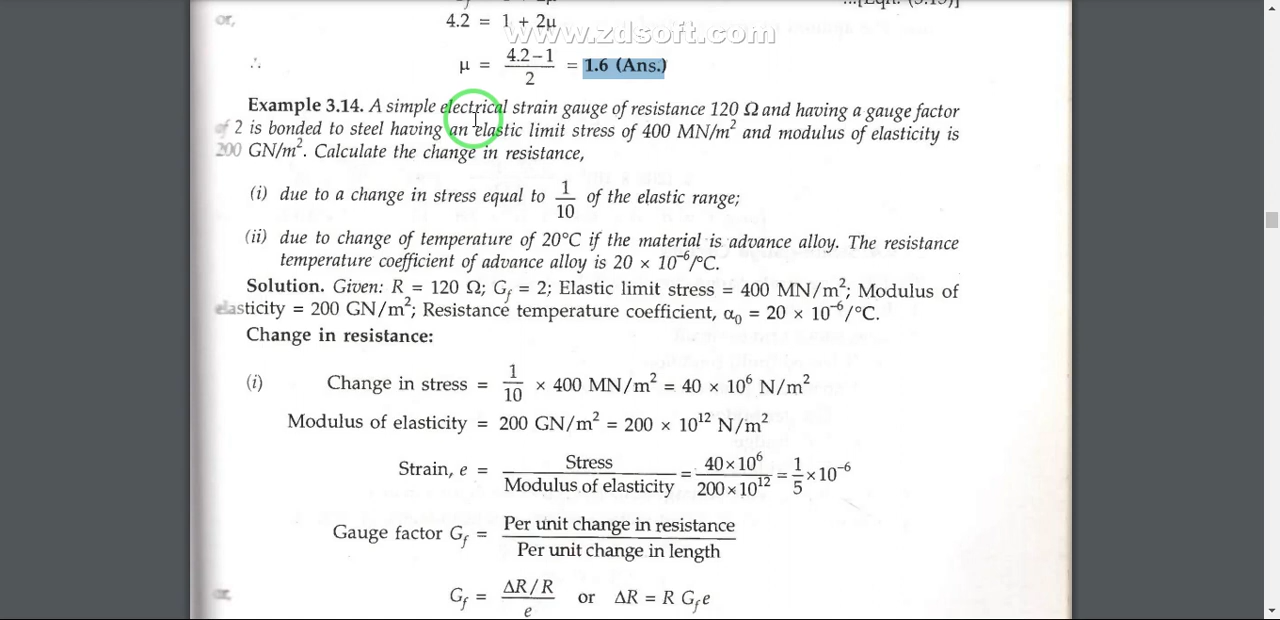 or,
4.2 = 1 + 2μ
www.zdsoft.com
∴ μ = (4.2−1)/2 = 1.6 (Ans.)
Example 3.14. A simple electrical strain gauge of resistance 120 Ω and having a gauge factor
of 2 is bonded to steel having an elastic limit stress of 400 MN/m² and modulus of elasticity is
200 GN/m². Calculate the change in resistance,
(i) due to a change in stress equal to 1/10 of the elastic range;
(ii) due to change of temperature of 20°C if the material is advance alloy. The resistance
temperature coefficient of advance alloy is 20 × 10⁻⁶/°C.
Solution. Given: R = 120 Ω; G_f = 2; Elastic limit stress = 400 MN/m²; Modulus of
elasticity = 200 GN/m²; Resistance temperature coefficient, α₀ = 20 × 10⁻⁶/°C.
Change in resistance:
(i) Change in stress = 1/10 × 400 MN/m² = 40 × 10⁶ N/m²
Modulus of elasticity = 200 GN/m² = 200 × 10¹² N/m²
Strain, e = Stress/Modulus of elasticity = 40×10⁶/200×10¹² = 1/5 × 10⁻⁶
Gauge factor G_f = Per unit change in resistance/Per unit change in length
or, G_f = (ΔR/R)/e or ΔR = R G_f e